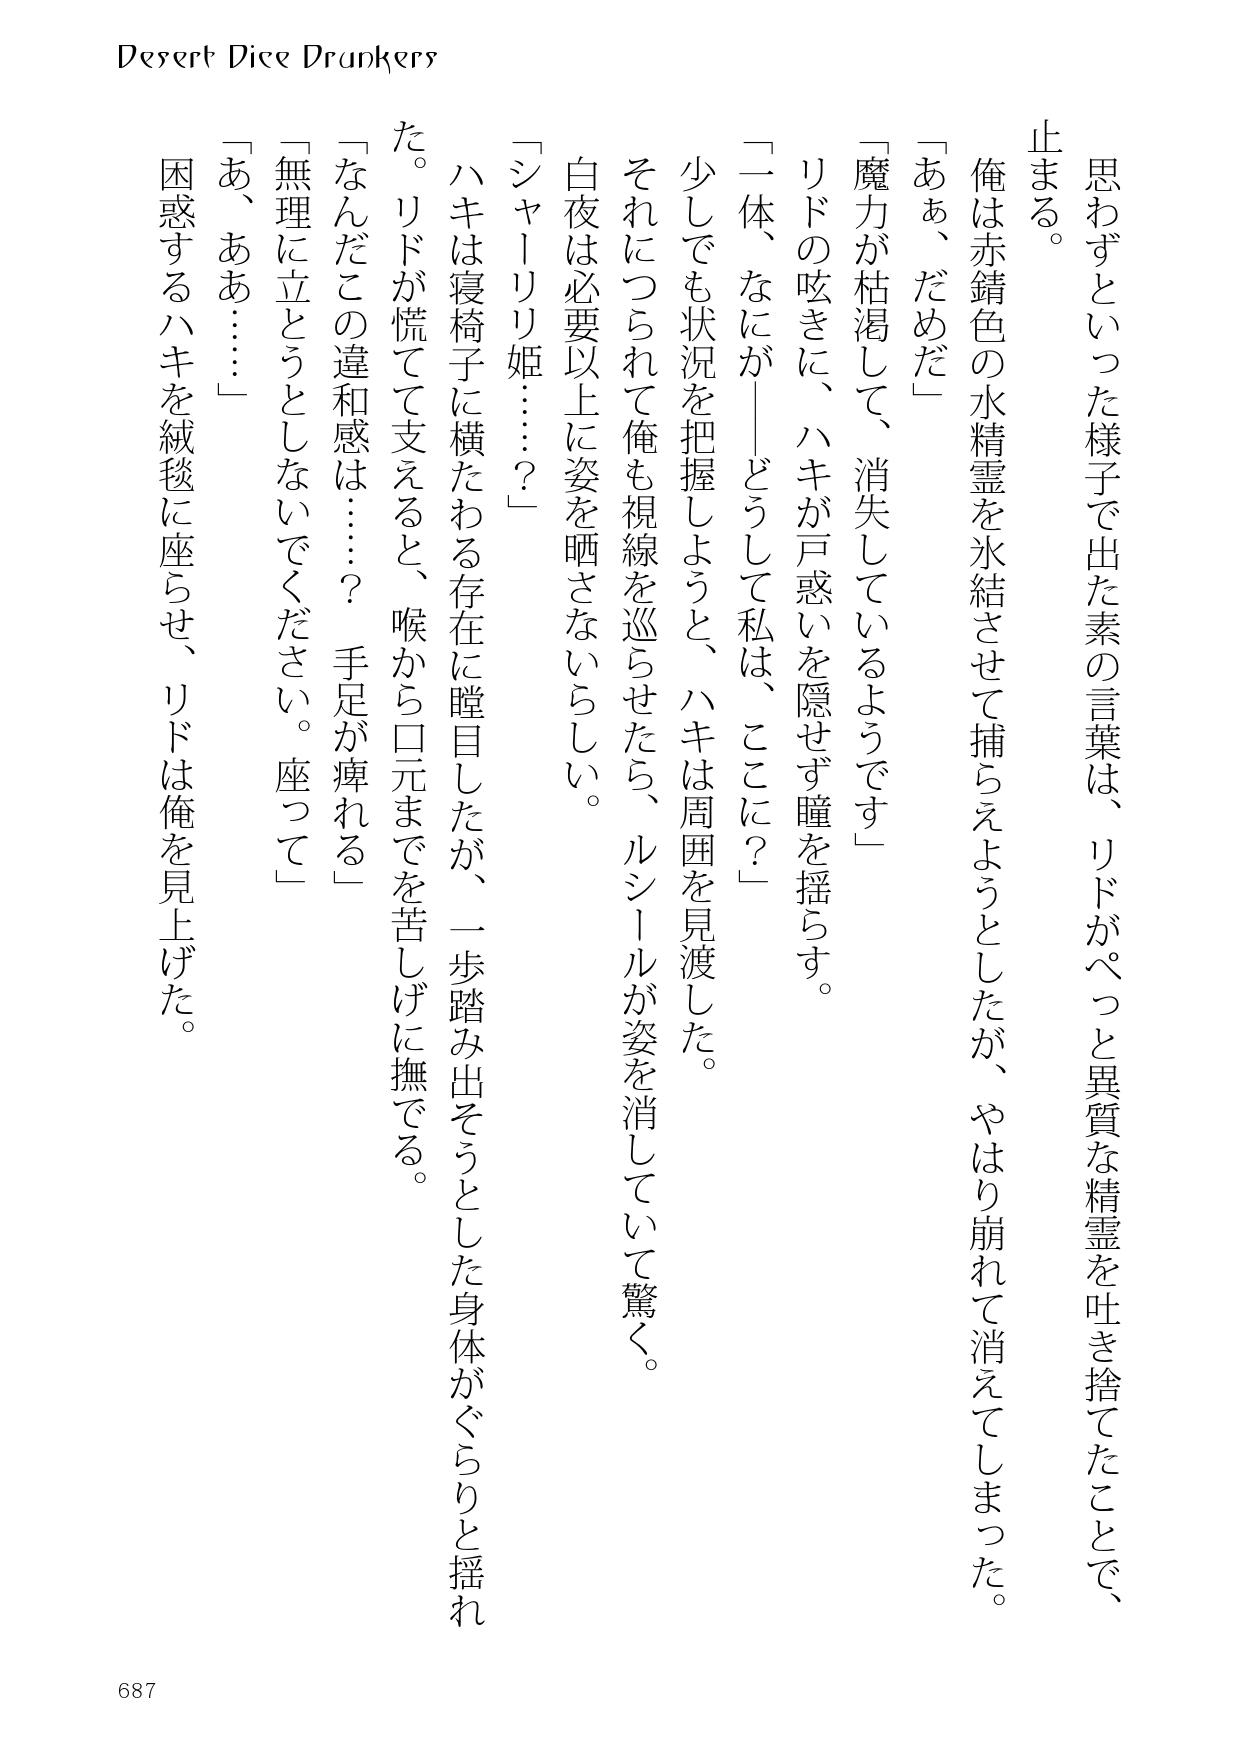 Desert Dice Drunkers
思わずといった様子で出た素の言葉は、リドがぺっと異質な精霊を吐き捨てたことで、
止まる。
俺は赤錆色の水精霊を氷結させて捕らえようとしたが、やはり崩れて消えてしまった。
「あぁ、だめだ」
「魔力が枯渇して、消失しているようです」
リドの呟きに、ハキが戸惑いを隠せず瞳を揺らす。
「一体、なにが――どうして私は、ここに？」
少しでも状況を把握しようと、ハキは周囲を見渡した。
それにつられて俺も視線を巡らせたら、ルシールが姿を消していて驚く。
白夜は必要以上に姿を晒さないらしい。
「シャーリリ姫……？」
ハキは寝椅子に横たわる存在に瞠目したが、一歩踏み出そうとした身体がぐらりと揺れ
た。リドが慌てて支えると、喉から口元までを苦しげに撫でる。
「なんだこの違和感は……？　手足が痺れる」
「無理に立とうとしないでください。座って」
「あ、ああ……」
困惑するハキを絨毯に座らせ、リドは俺を見上げた。
687